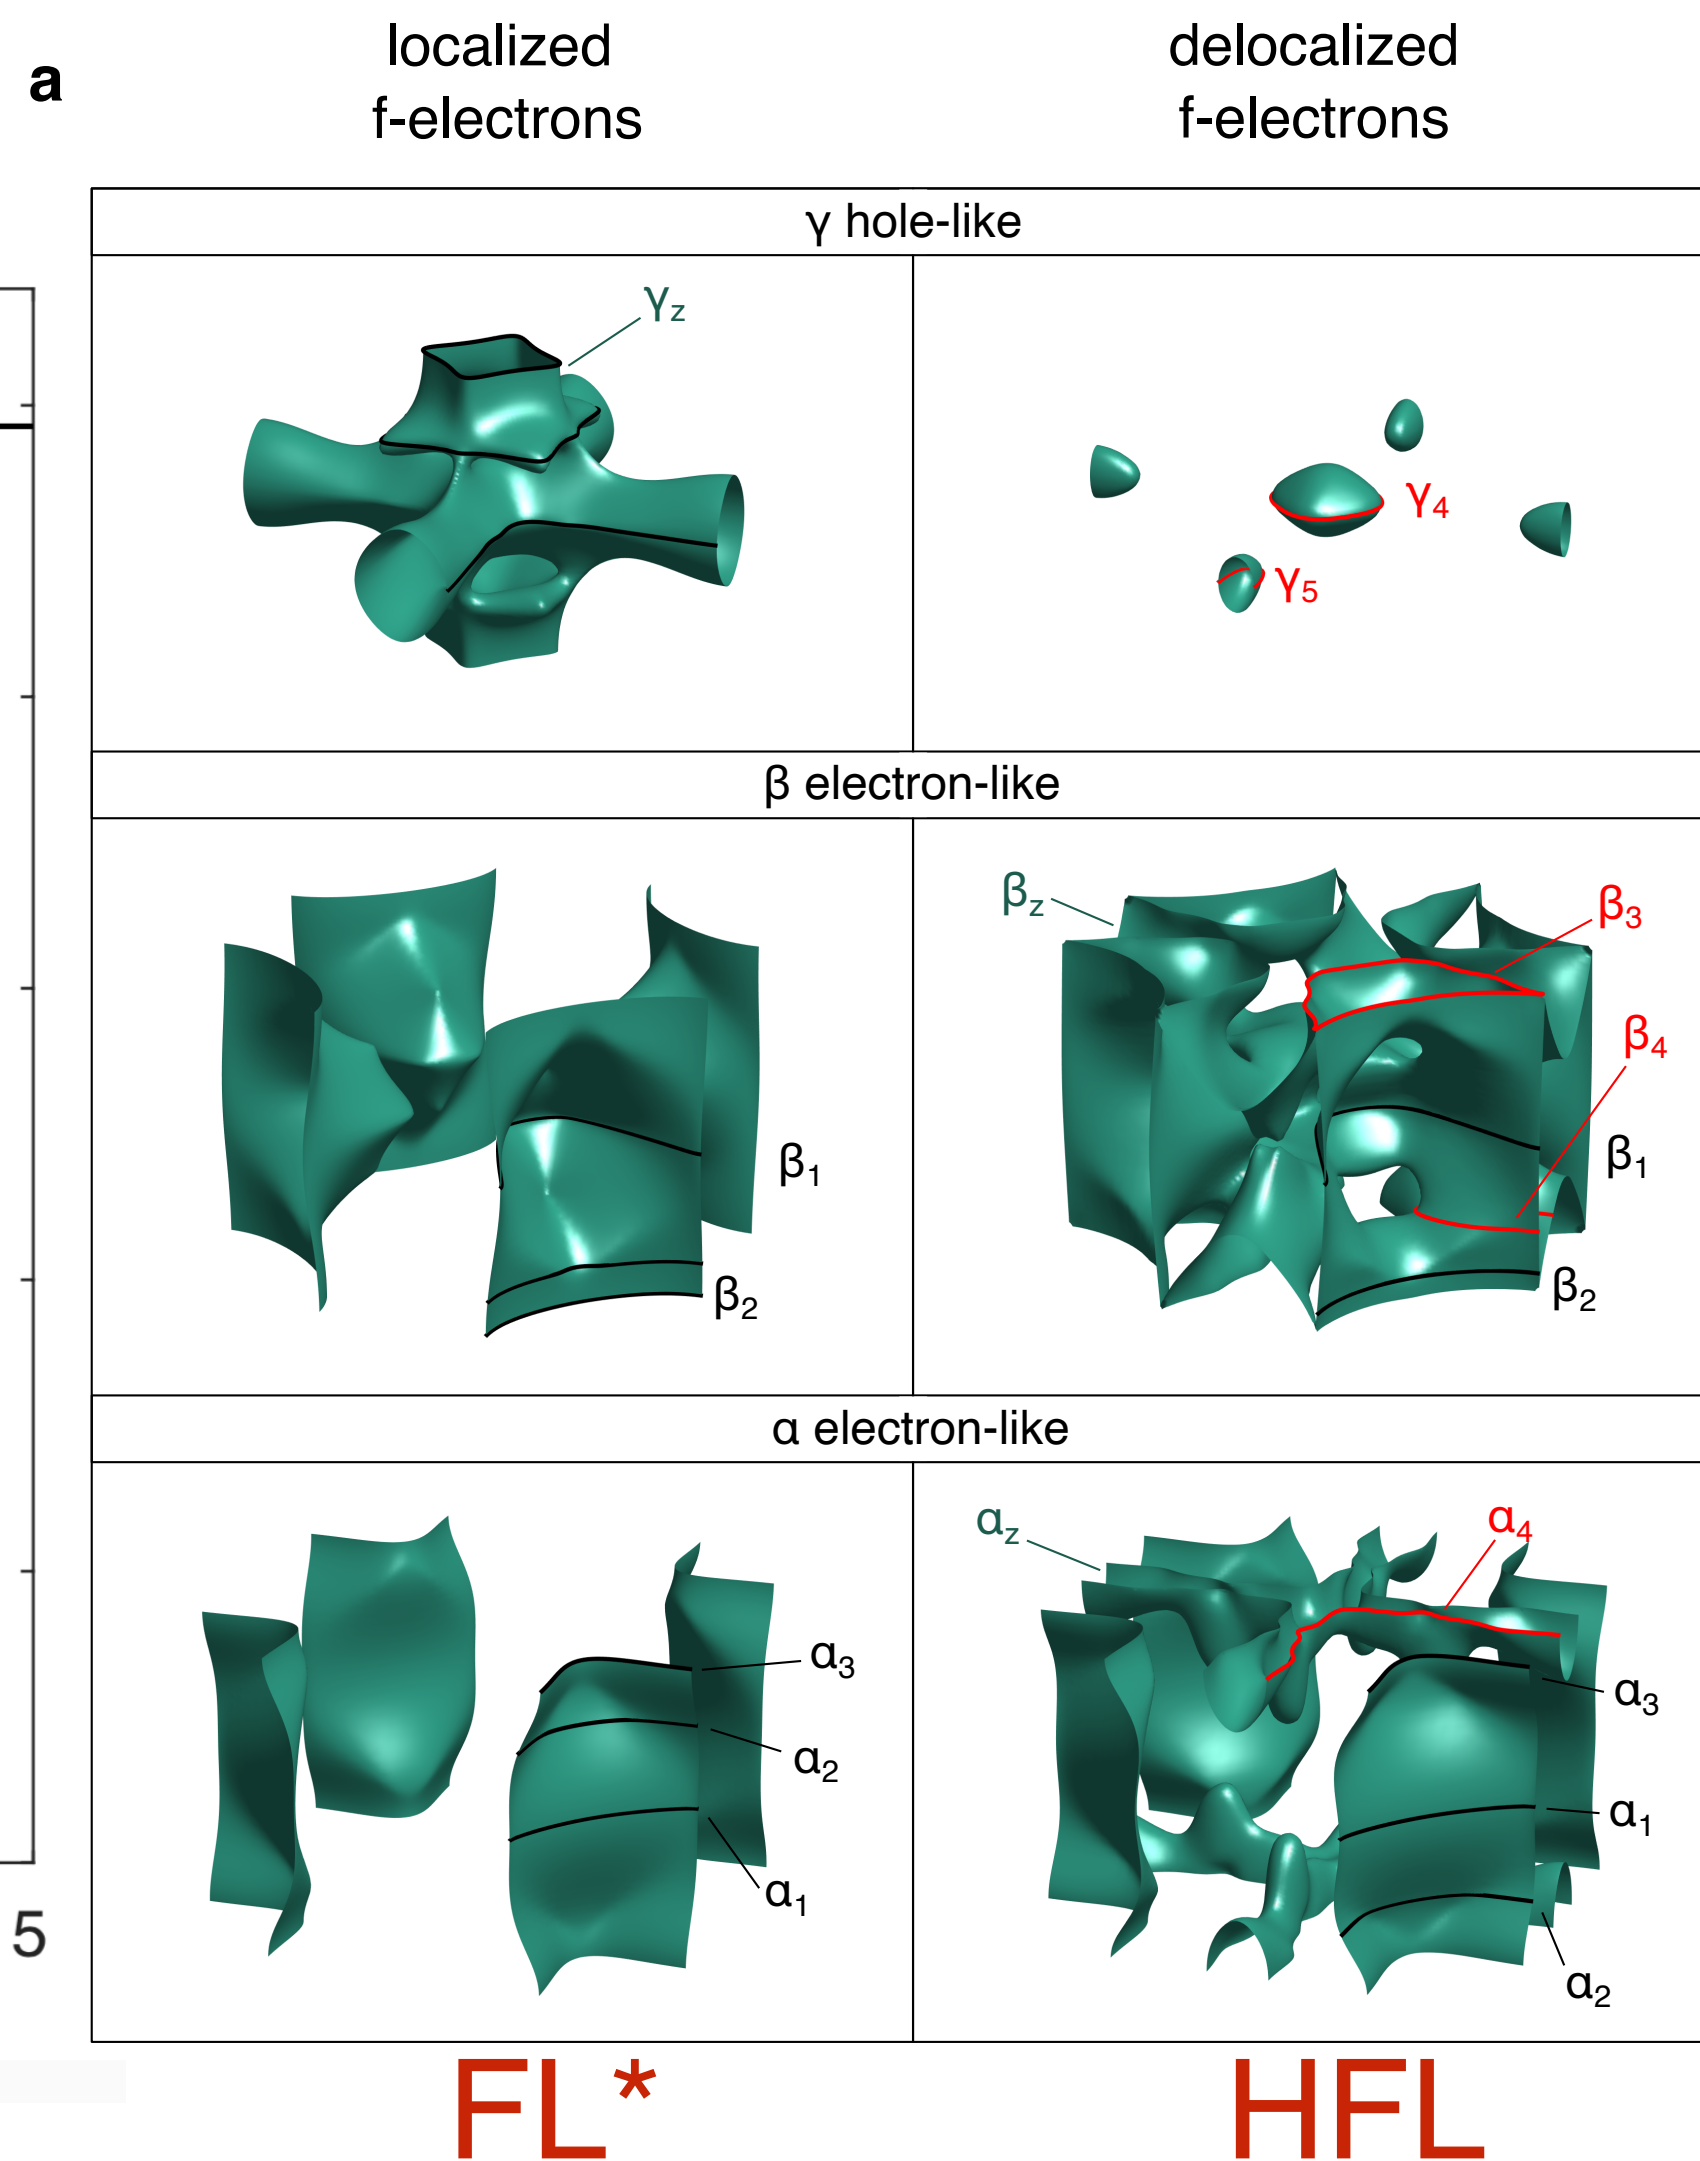 a
localized
f-electrons
delocalized
f-electrons
γ hole-like
γz
γ4
γ5
β electron-like
β1
β2
βz
β3
β4
β1
β2
α electron-like
α3
α2
α1
αz
α4
α3
α1
α2
5
FL*
HFL